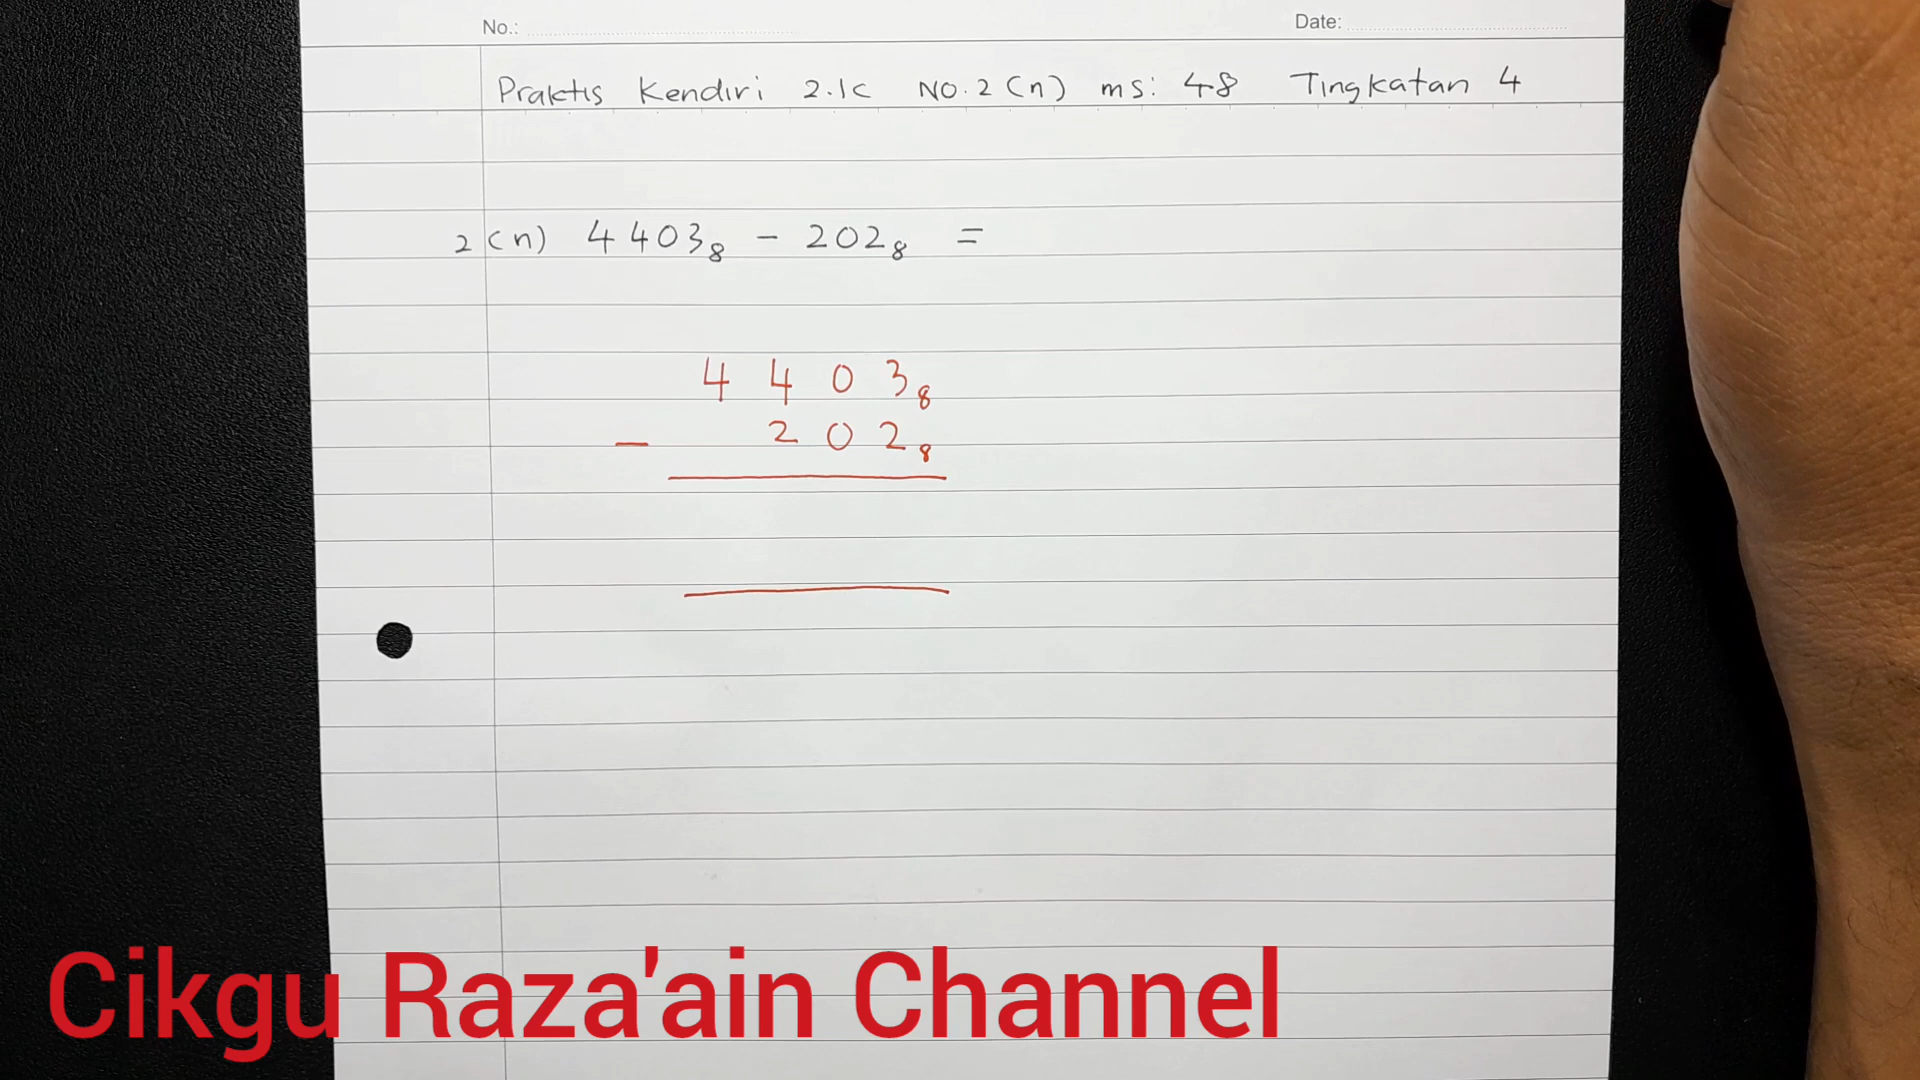 No.: Date:
Praktis Kendiri 2.1c NO.2 (n) ms: 48 Tingkatan 4
2 (n) 4403₈ - 202₈ =
4 4 0 3₈
- 2 0 2₈
Cikgu Raza'ain Channel